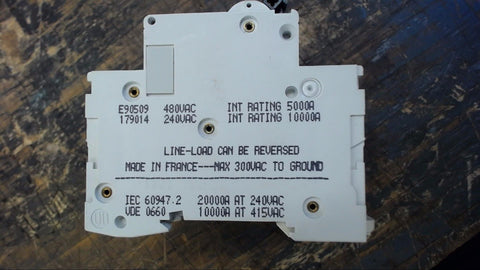 E90509 480VAC INT RATING 5000A
179014 240VAC INT RATING 10000A
LINE-LOAD CAN BE REVERSED
MADE IN FRANCE---MAX 300VAC TO GROUND
IEC 60947.2 20000A AT 240VAC
VDE 0660 10000A AT 415VAC